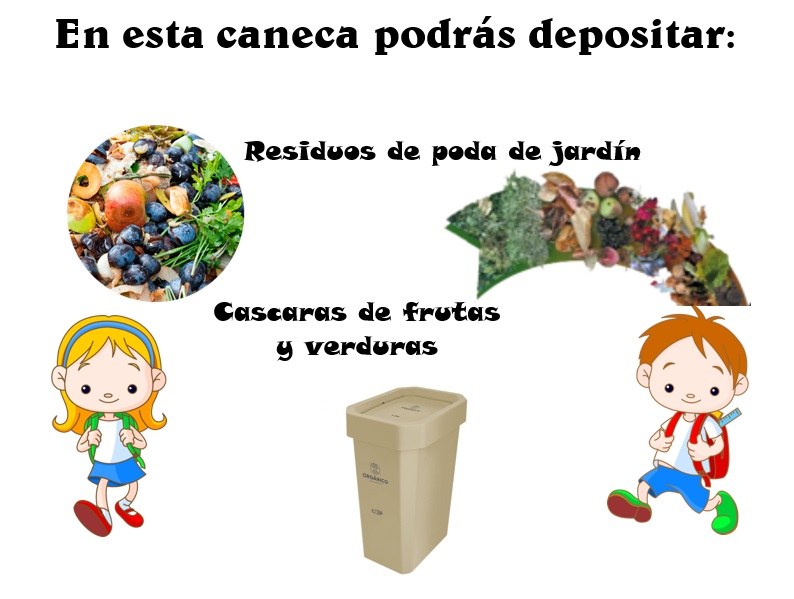 En esta caneca podrás depositar:
Residuos de poda de jardín
Cascaras de frutas
y verduras
ORGÁNICO